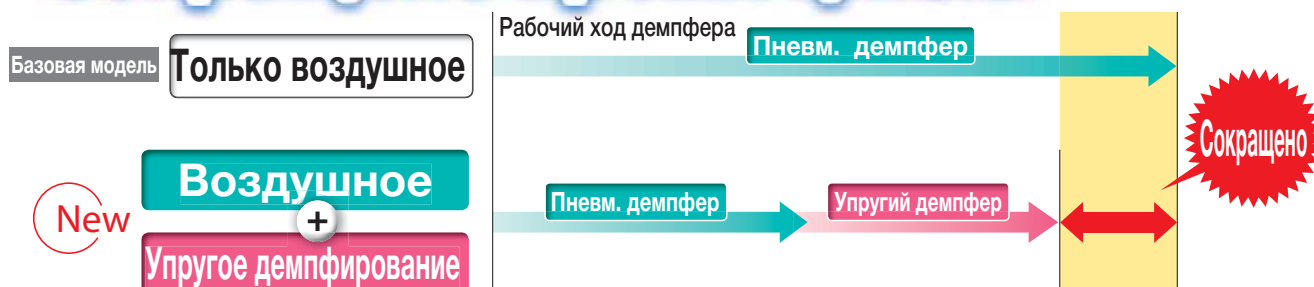 Рабочий ход демпфера
Базовая модель
Только воздушное
Пневм. демпфер
Сокращено
New
Воздушное
+
Упругое демпфирование
Пневм. демпфер
Упругий демпфер